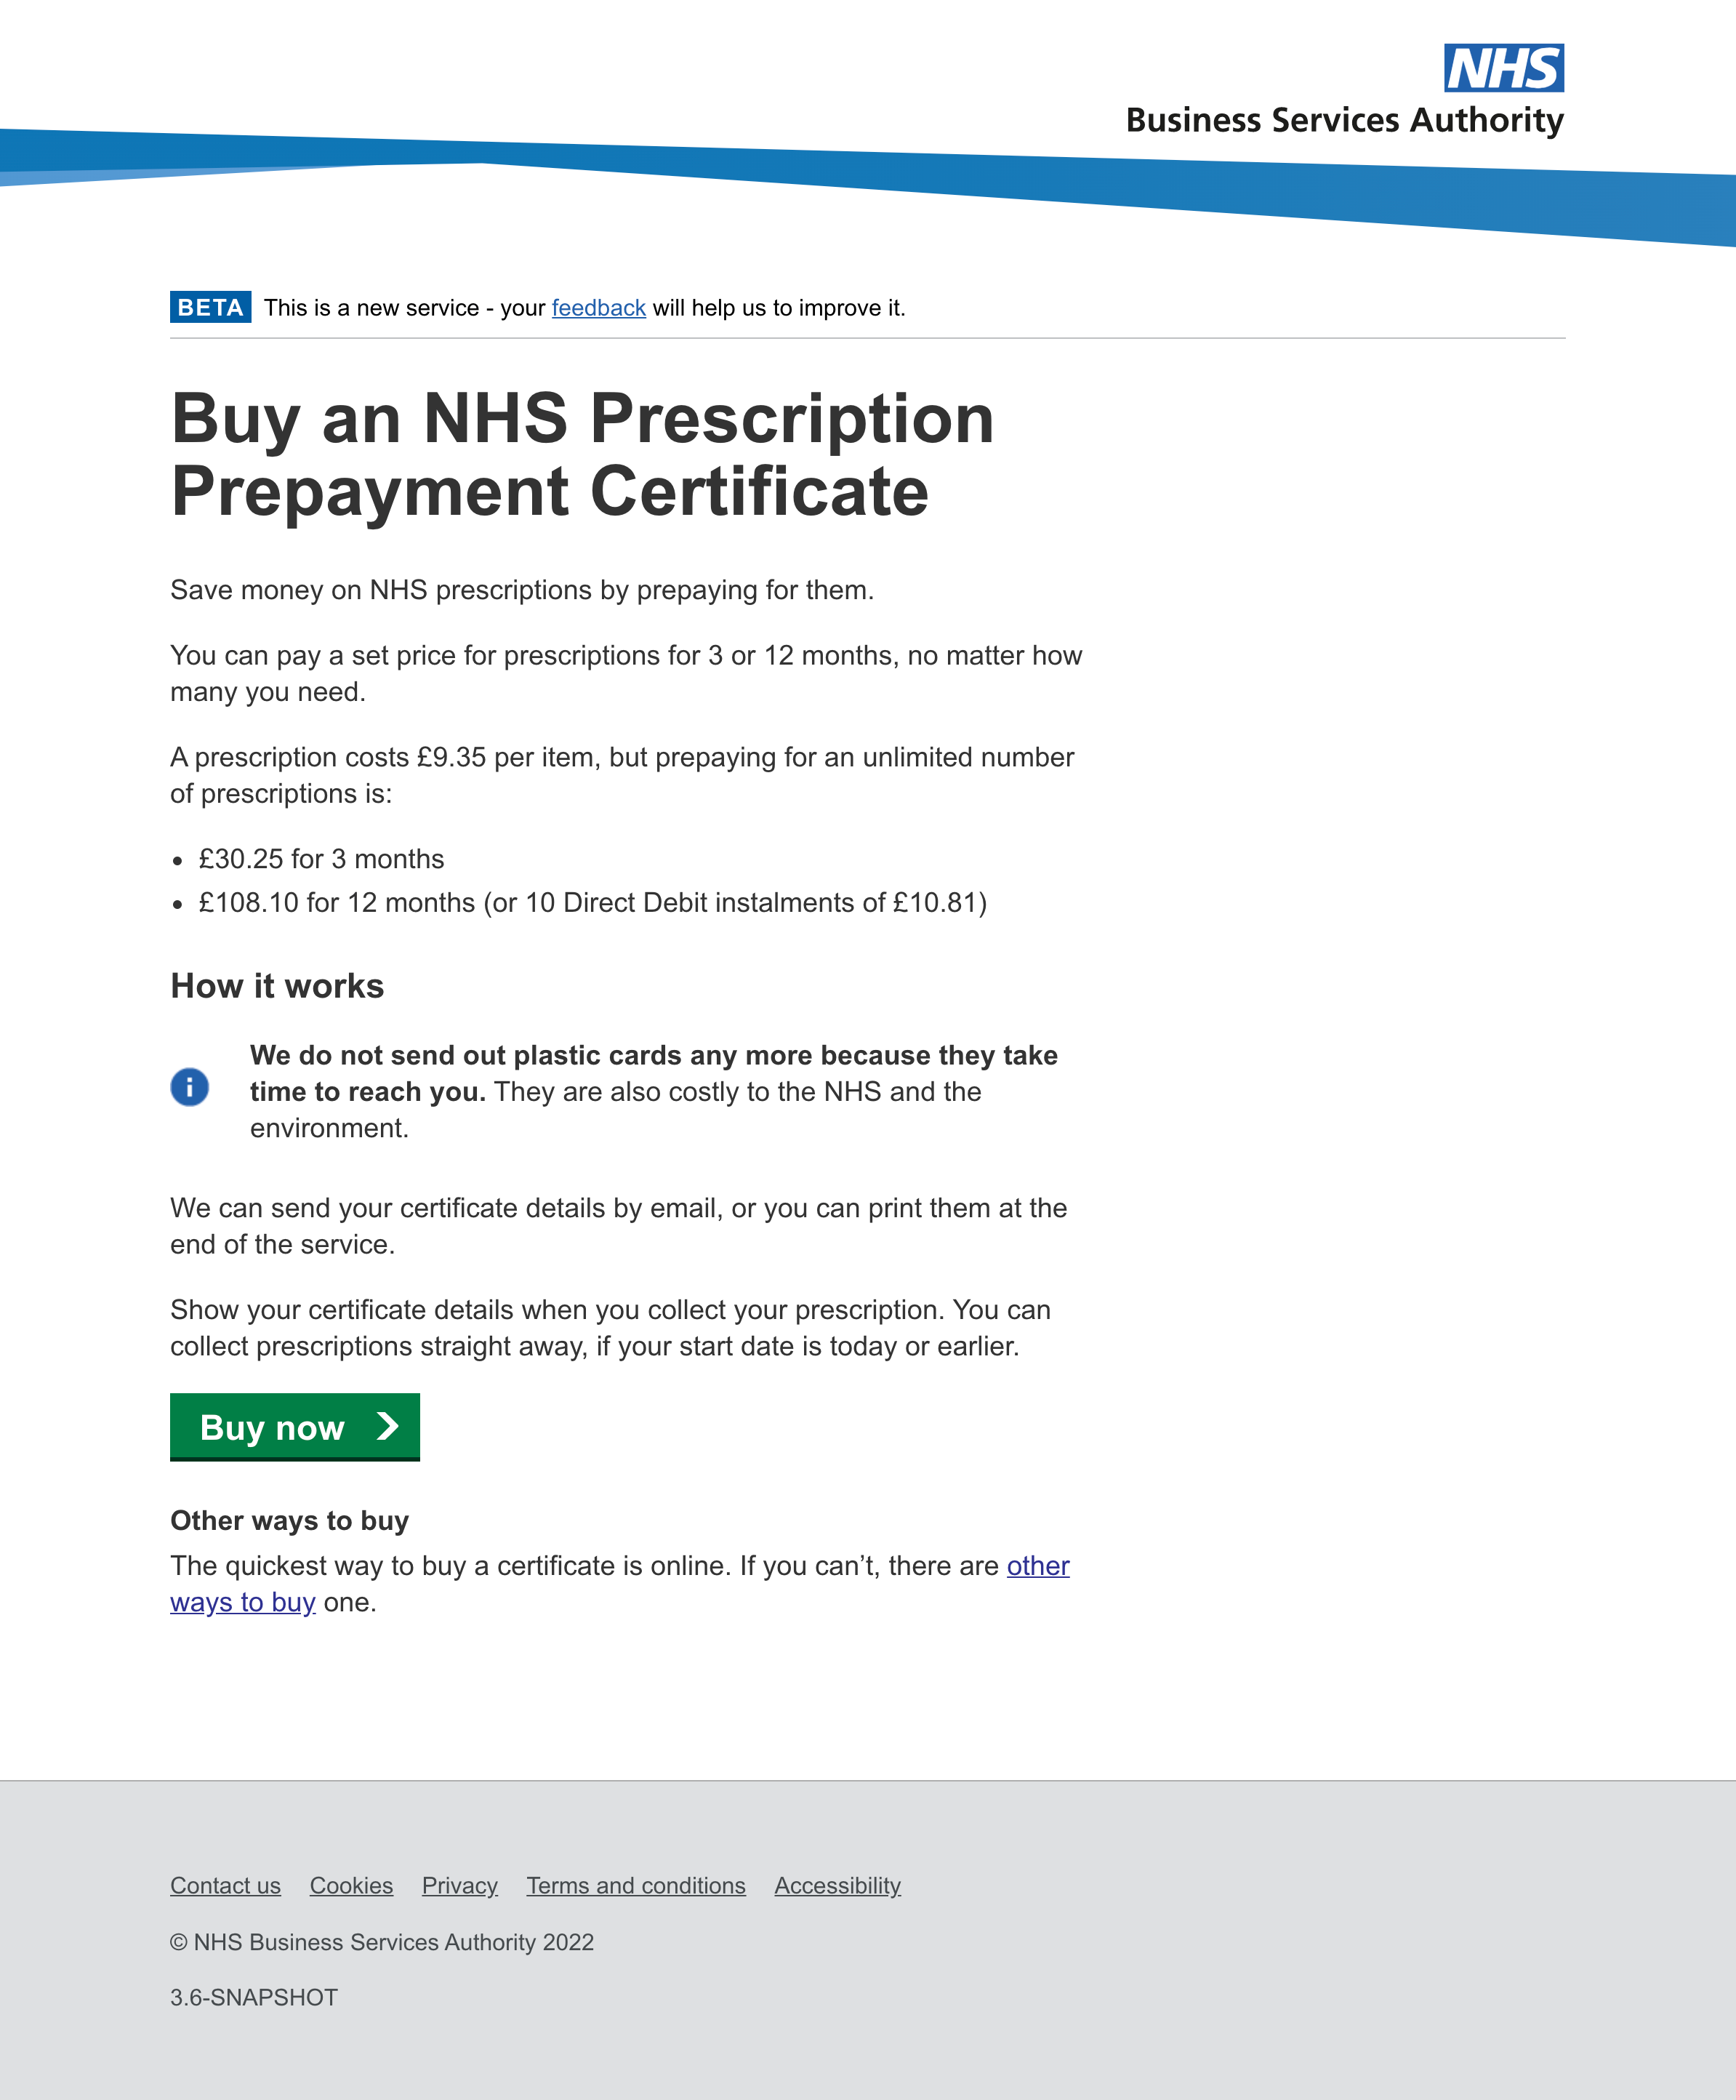 NHS
Business Services Authority
BETA This is a new service - your feedback will help us to improve it.
Buy an NHS Prescription
Prepayment Certificate
Save money on NHS prescriptions by prepaying for them.
You can pay a set price for prescriptions for 3 or 12 months, no matter how
many you need.
A prescription costs £9.35 per item, but prepaying for an unlimited number
of prescriptions is:
• £30.25 for 3 months
• £108.10 for 12 months (or 10 Direct Debit instalments of £10.81)
How it works
We do not send out plastic cards any more because they take
time to reach you. They are also costly to the NHS and the
environment.
We can send your certificate details by email, or you can print them at the
end of the service.
Show your certificate details when you collect your prescription. You can
collect prescriptions straight away, if your start date is today or earlier.
Buy now
Other ways to buy
The quickest way to buy a certificate is online. If you can’t, there are other
ways to buy one.
Contact us Cookies Privacy Terms and conditions Accessibility
© NHS Business Services Authority 2022
3.6-SNAPSHOT